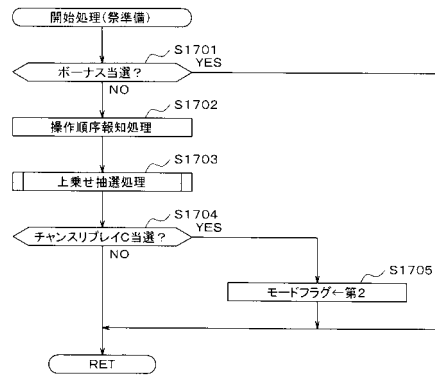 開始処理(祭準備)
S1701
ボーナス当選?
YES
NO
S1702
操作順序報知処理
S1703
上乗せ抽選処理
S1704
チャンスリプレイC当選?
YES
NO
S1705
モードフラグ←第2
RET